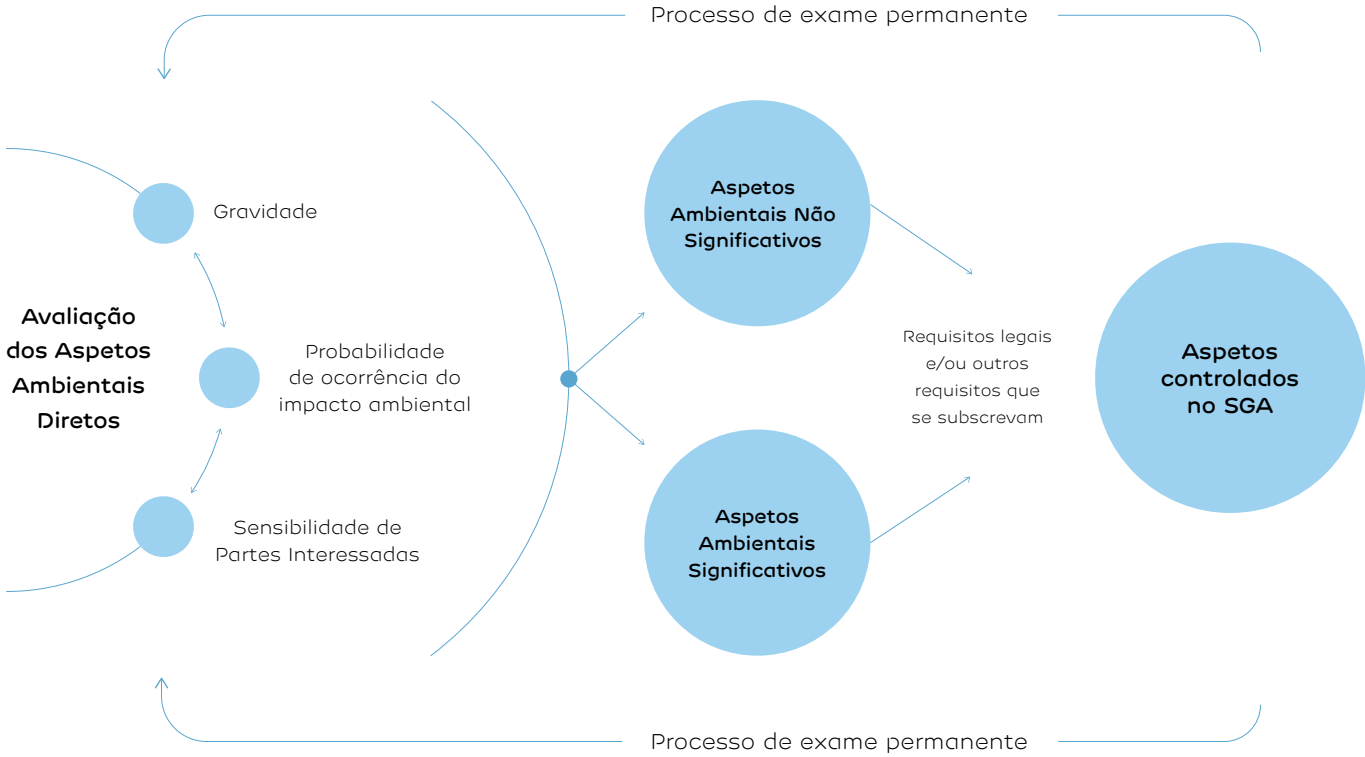 Processo de exame permanente
Avaliação
dos Aspetos
Ambientais
Diretos
Gravidade
Probabilidade
de ocorrência do
impacto ambiental
Sensibilidade de
Partes Interessadas
Aspetos
Ambientais Não
Significativos
Aspetos
Ambientais
Significativos
Requisitos legais
e/ou outros
requisitos que
se subscrevam
Aspetos
controlados
no SGA
Processo de exame permanente